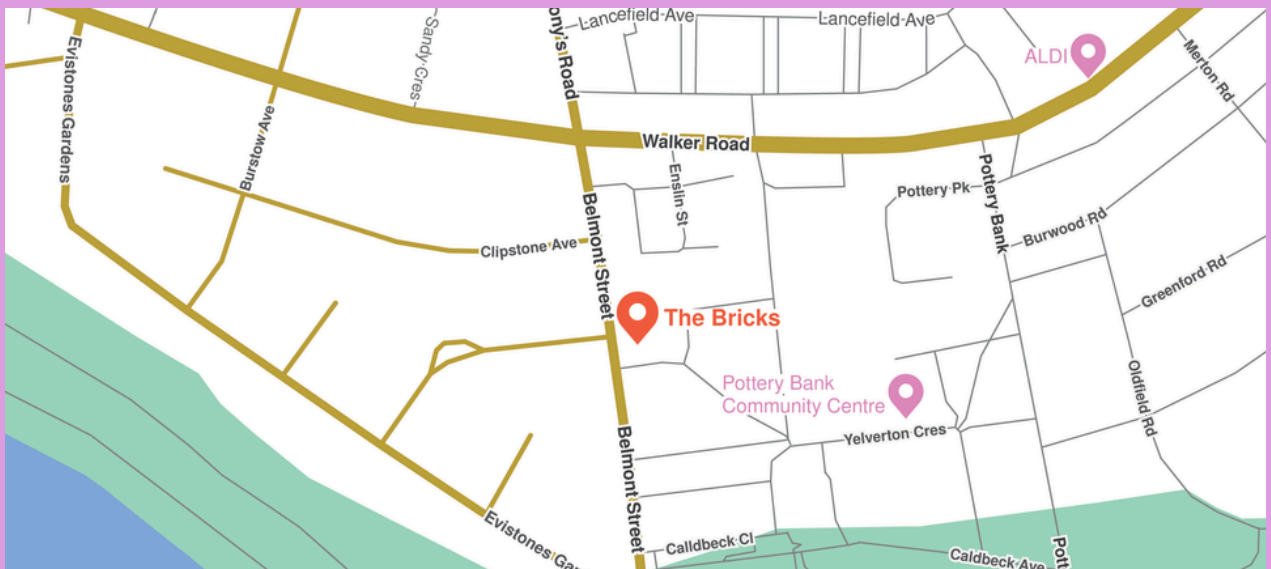 Lancefield Ave
Lancefield Ave
ony's Road
Sandy Cres
ALDI
Merton Rd
Evistones Gardens
Burstow Ave
Walker Road
Enslin St
Pottery Bank
Pottery Pk
Burwood Rd
Belmont Street
Clipstone Ave
Greenford Rd
The Bricks
Pottery Bank
Community Centre
Oldfield Rd
Yelverton Cres
Belmont Street
Evistones Ga
Calldbeck Cl
Caldbeck Ave
Pott